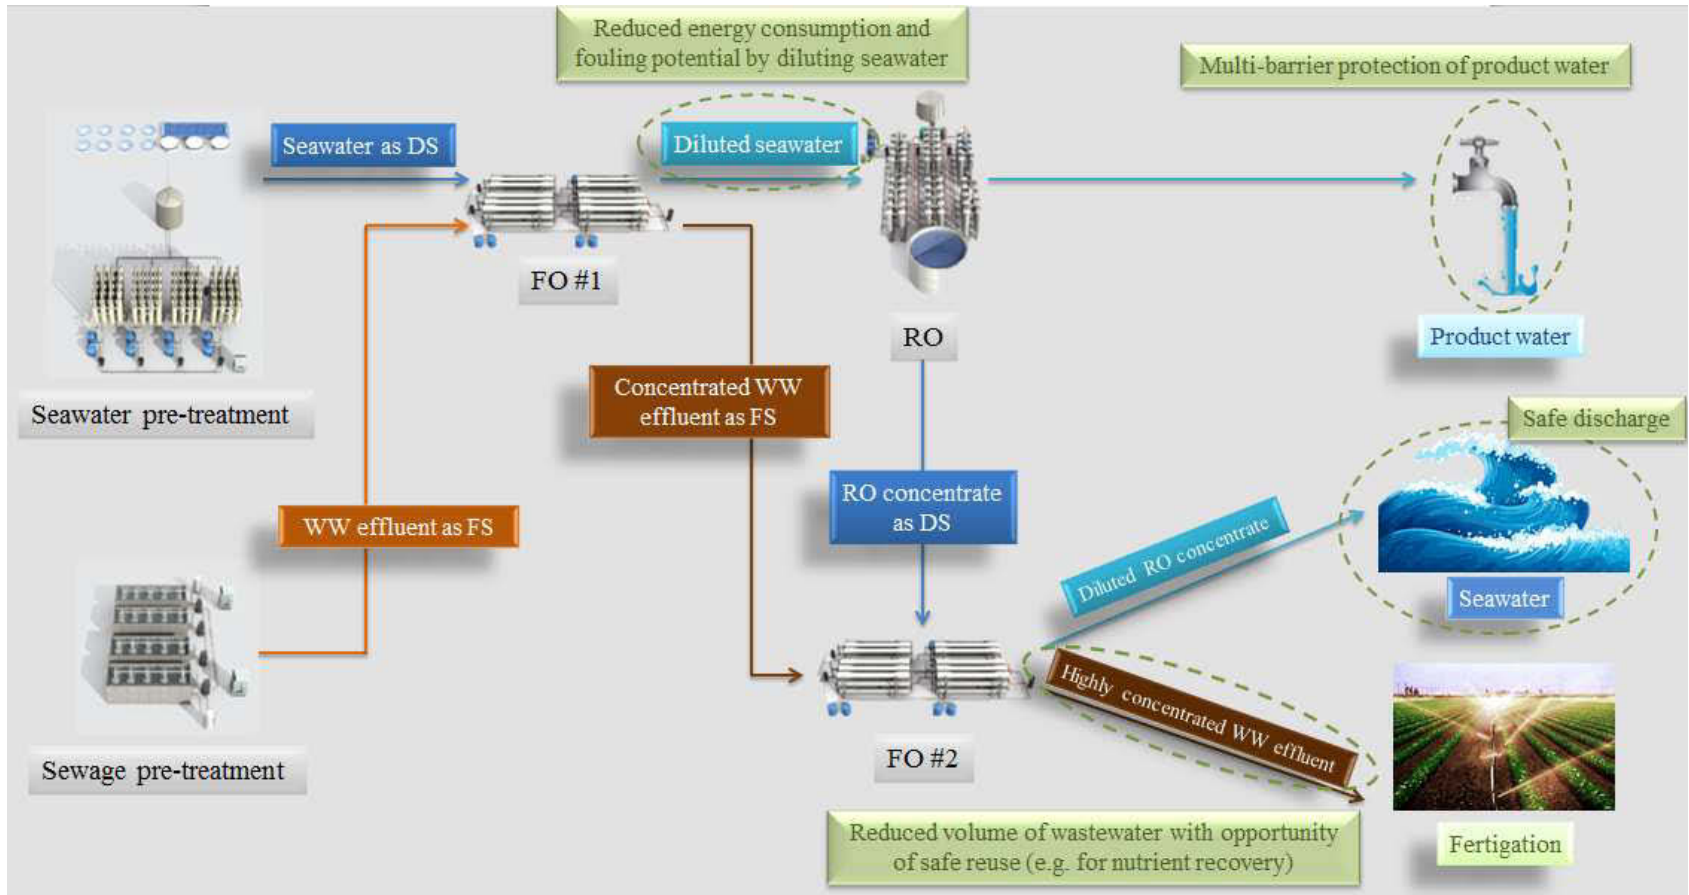 Reduced energy consumption and
fouling potential by diluting seawater
Multi-barrier protection of product water
Seawater as DS
Diluted seawater
FO #1
RO
Product water
Seawater pre-treatment
Concentrated WW
effluent as FS
Safe discharge
WW effluent as FS
RO concentrate
as DS
Diluted RO concentrate
Seawater
Sewage pre-treatment
FO #2
Highly concentrated WW effluent
Reduced volume of wastewater with opportunity
of safe reuse (e.g. for nutrient recovery)
Fertigation